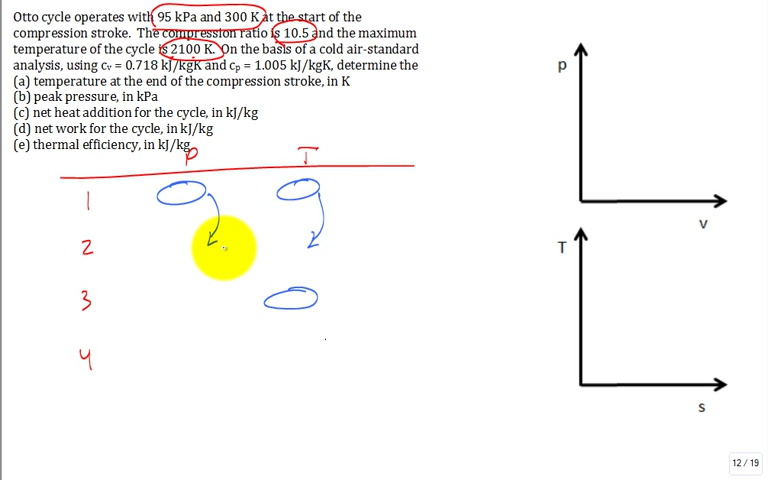 Otto cycle operates with 95 kPa and 300 K at the start of the
compression stroke. The compression ratio is 10.5 and the maximum
temperature of the cycle is 2100 K. On the basis of a cold air-standard
analysis, using cᵥ = 0.718 kJ/kgK and cₚ = 1.005 kJ/kgK, determine the
(a) temperature at the end of the compression stroke, in K
(b) peak pressure, in kPa
(c) net heat addition for the cycle, in kJ/kg
(d) net work for the cycle, in kJ/kg
(e) thermal efficiency, in kJ/kg
P T
1
2
3
4
p
v
T
s
12 / 19